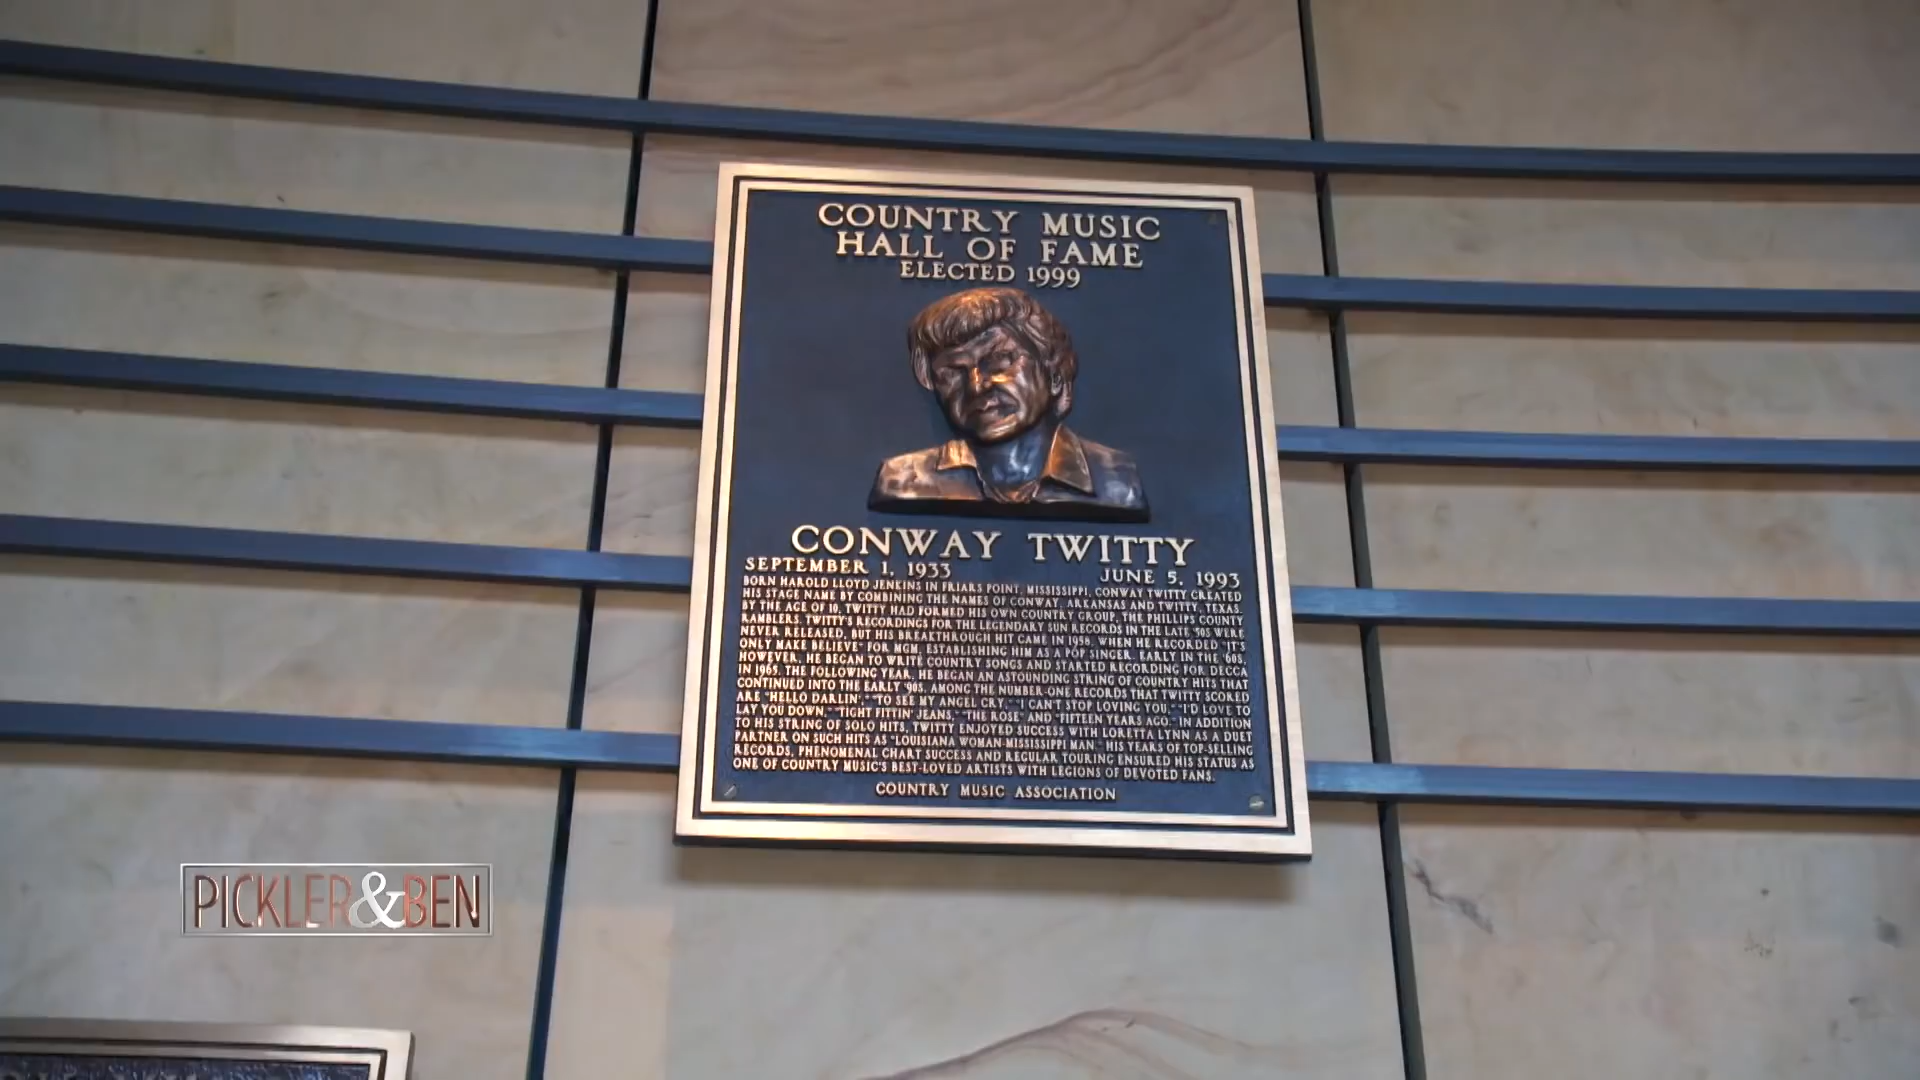 COUNTRY MUSIC
HALL OF FAME
ELECTED 1999
CONWAY TWITTY
SEPTEMBER 1, 1933 JUNE 5, 1993
BORN HAROLD LLOYD JENKINS IN FRIARS POINT, MISSISSIPPI, CONWAY TWITTY CREATED
HIS STAGE NAME BY COMBINING THE NAMES OF CONWAY, ARKANSAS AND TWITTY, TEXAS.
BY THE AGE OF 10, TWITTY HAD FORMED HIS OWN COUNTRY GROUP, THE PHILLIPS COUNTY
RAMBLERS. TWITTY'S RECORDINGS FOR THE LEGENDARY SUN RECORDS IN THE LATE '50S WERE
NEVER RELEASED, BUT HIS BREAKTHROUGH HIT CAME IN 1958, WHEN HE RECORDED "IT'S
ONLY MAKE BELIEVE" FOR MGM, ESTABLISHING HIM AS A POP SINGER. EARLY IN THE '60S,
HOWEVER, HE BEGAN TO WRITE COUNTRY SONGS AND STARTED RECORDING FOR DECCA
IN 1965. THE FOLLOWING YEAR, HE BEGAN AN ASTOUNDING STRING OF COUNTRY HITS THAT
CONTINUED INTO THE EARLY '90S. AMONG THE NUMBER-ONE RECORDS THAT TWITTY SCORED
ARE "HELLO DARLIN'," "TO SEE MY ANGEL CRY," "I CAN'T STOP LOVING YOU," "I'D LOVE TO
LAY YOU DOWN," "TIGHT FITTIN' JEANS," "THE ROSE" AND "FIFTEEN YEARS AGO." IN ADDITION
TO HIS STRING OF SOLO HITS, TWITTY ENJOYED SUCCESS WITH LORETTA LYNN AS A DUET
PARTNER ON SUCH HITS AS "LOUISIANA WOMAN-MISSISSIPPI MAN." HIS YEARS OF TOP-SELLING
RECORDS, PHENOMENAL CHART SUCCESS AND REGULAR TOURING ENSURED HIS STATUS AS
ONE OF COUNTRY MUSIC'S BEST-LOVED ARTISTS WITH LEGIONS OF DEVOTED FANS.
COUNTRY MUSIC ASSOCIATION
PICKLER&BEN